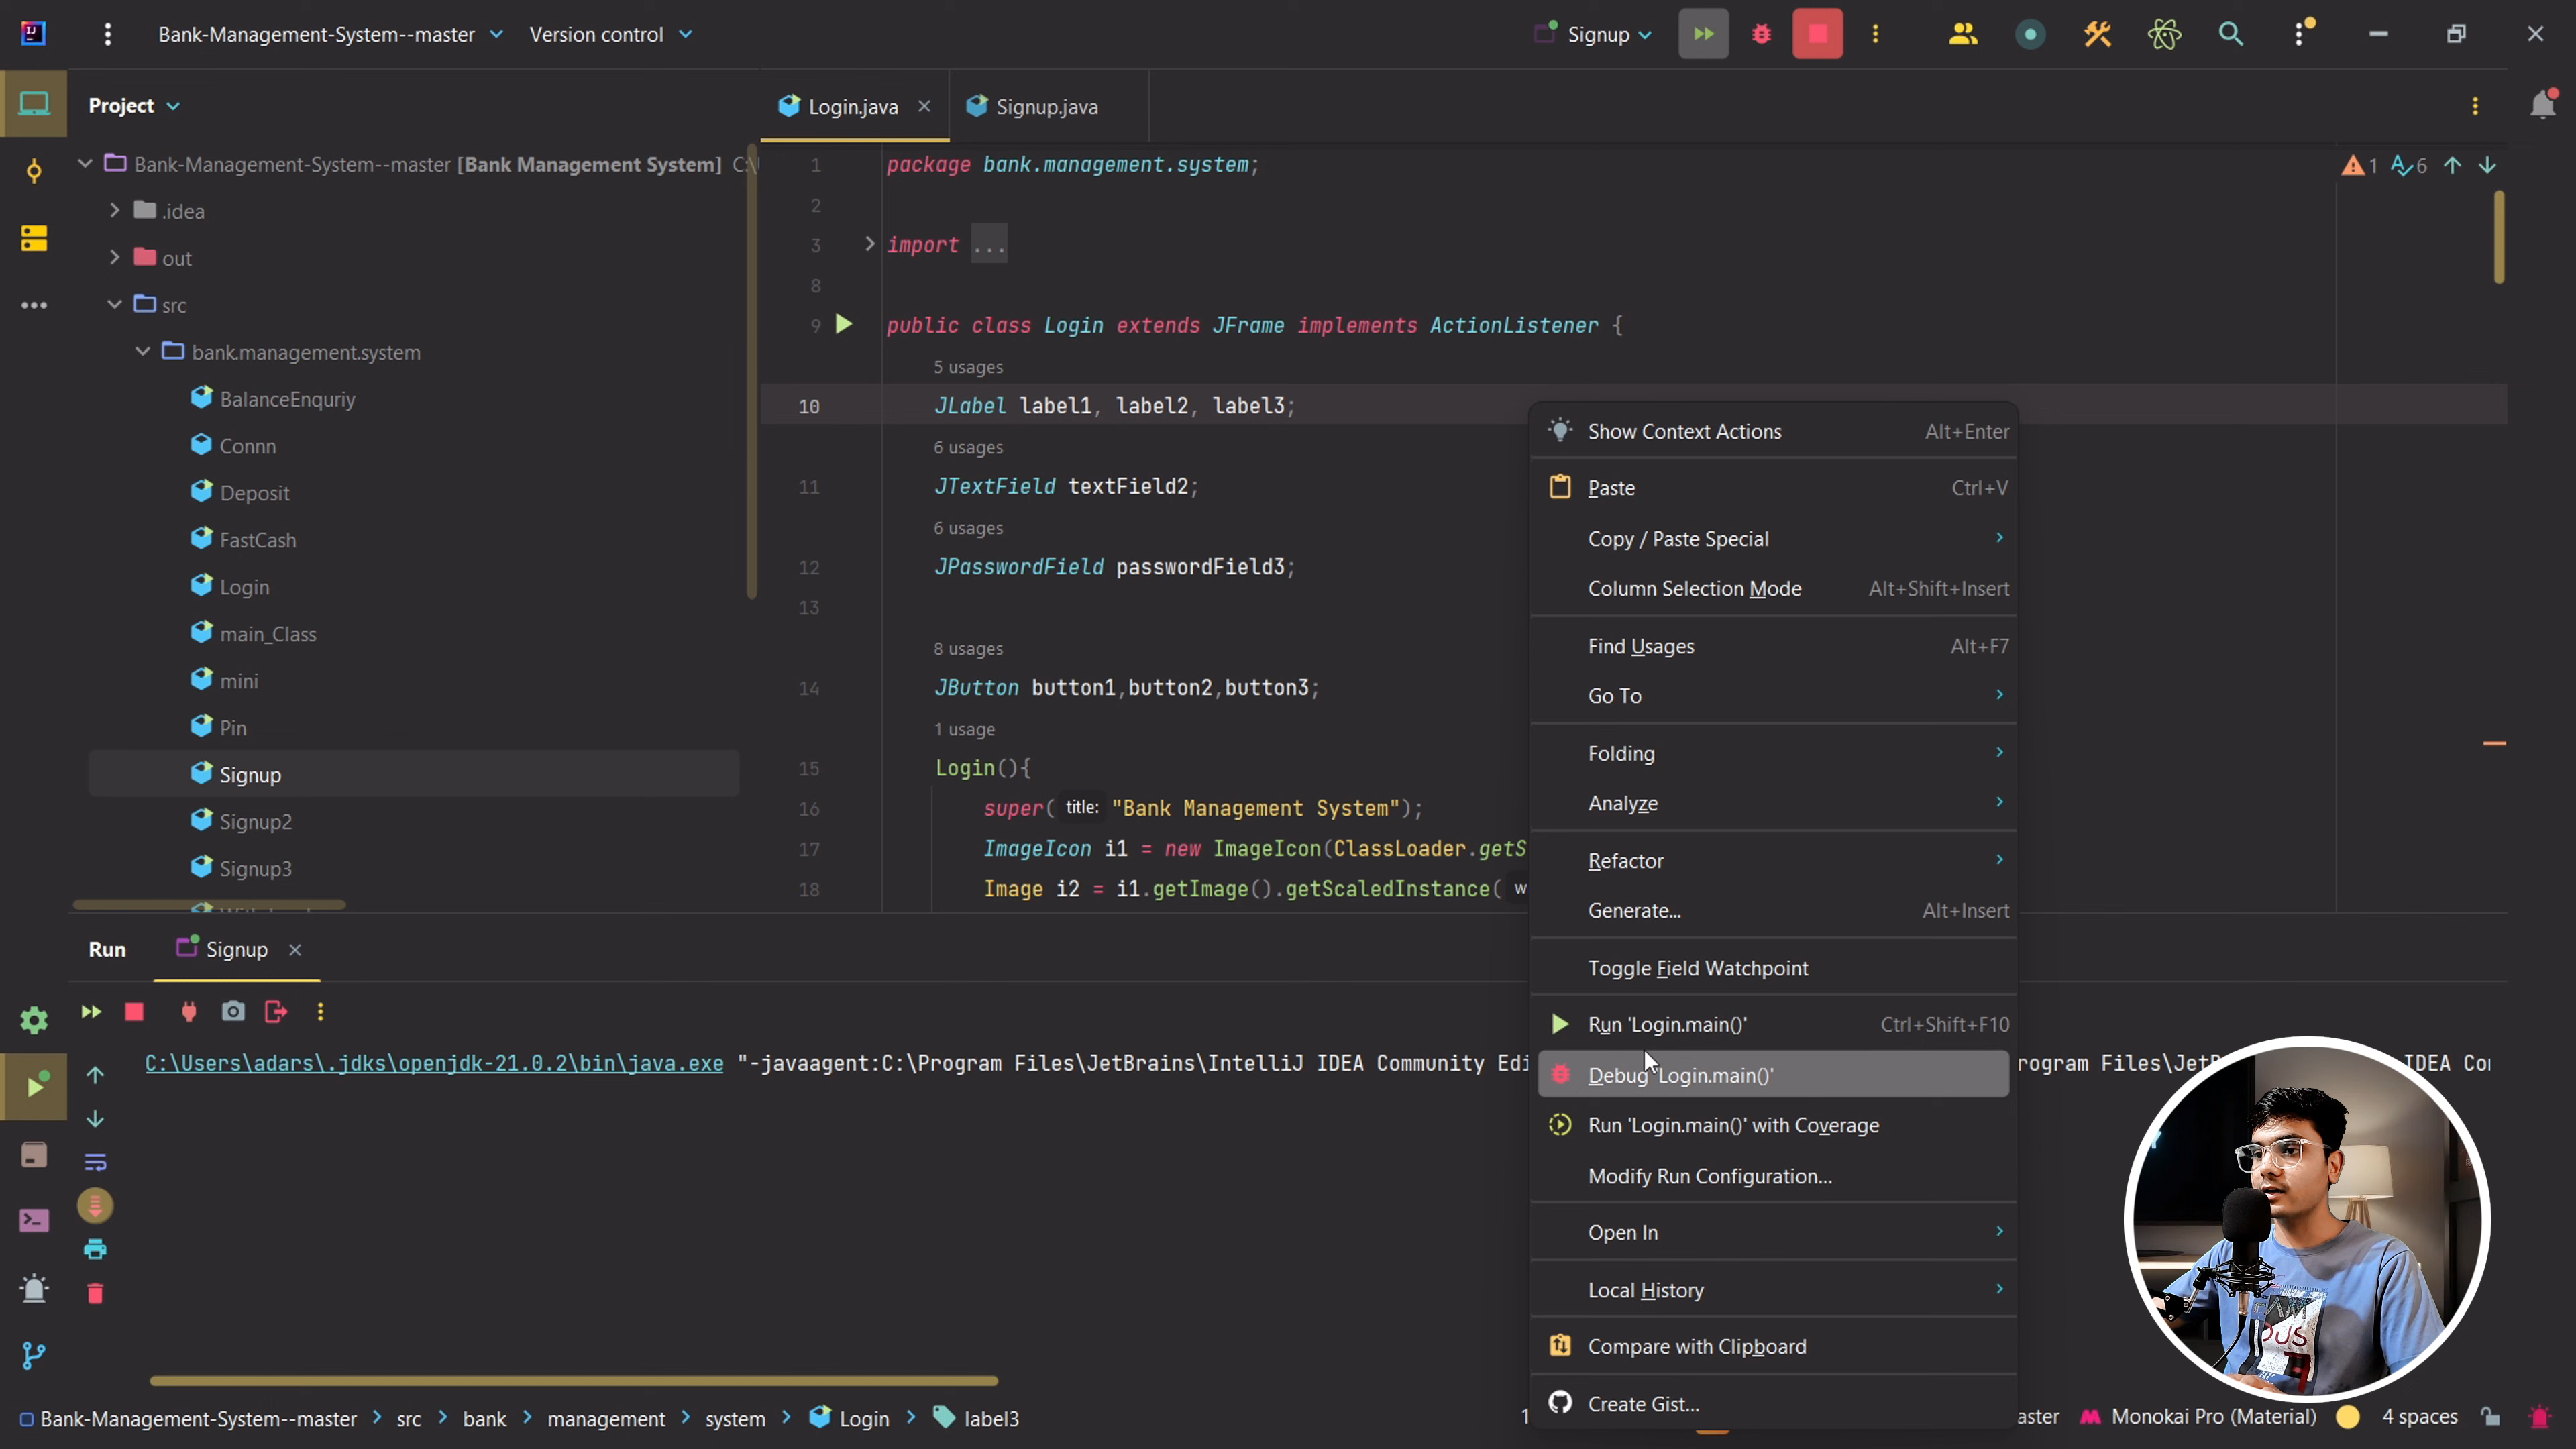 Bank-Management-System--master Version control Signup
Project
Login.java Signup.java
Bank-Management-System--master [Bank Management System] C:\
.idea
out
src
bank.management.system
BalanceEnquriy
Connn
Deposit
FastCash
Login
main_Class
mini
Pin
Signup
Signup2
Signup3
1 6
1 package bank.management.system;
2
3 import ...
8
9 public class Login extends JFrame implements ActionListener {
5 usages
10 JLabel label1, label2, label3;
6 usages
11 JTextField textField2;
6 usages
12 JPasswordField passwordField3;
13
8 usages
14 JButton button1,button2,button3;
1 usage
15 Login(){
16 super( title: "Bank Management System");
17 ImageIcon i1 = new ImageIcon(ClassLoader.getS
18 Image i2 = i1.getImage().getScaledInstance( w
Show Context Actions Alt+Enter
Paste Ctrl+V
Copy / Paste Special
Column Selection Mode Alt+Shift+Insert
Find Usages Alt+F7
Go To
Folding
Analyze
Refactor
Generate... Alt+Insert
Toggle Field Watchpoint
Run 'Login.main()' Ctrl+Shift+F10
Debug 'Login.main()'
Run 'Login.main()' with Coverage
Modify Run Configuration...
Open In
Local History
Compare with Clipboard
Create Gist...
Run Signup
C:\Users\adars\.jdks\openjdk-21.0.2\bin\java.exe "-javaagent:C:\Program Files\JetBrains\IntelliJ IDEA Community Edi
rogram Files\JetB IDEA Co
Bank-Management-System--master > src > bank > management > system > Login > label3
aster Monokai Pro (Material) 4 spaces